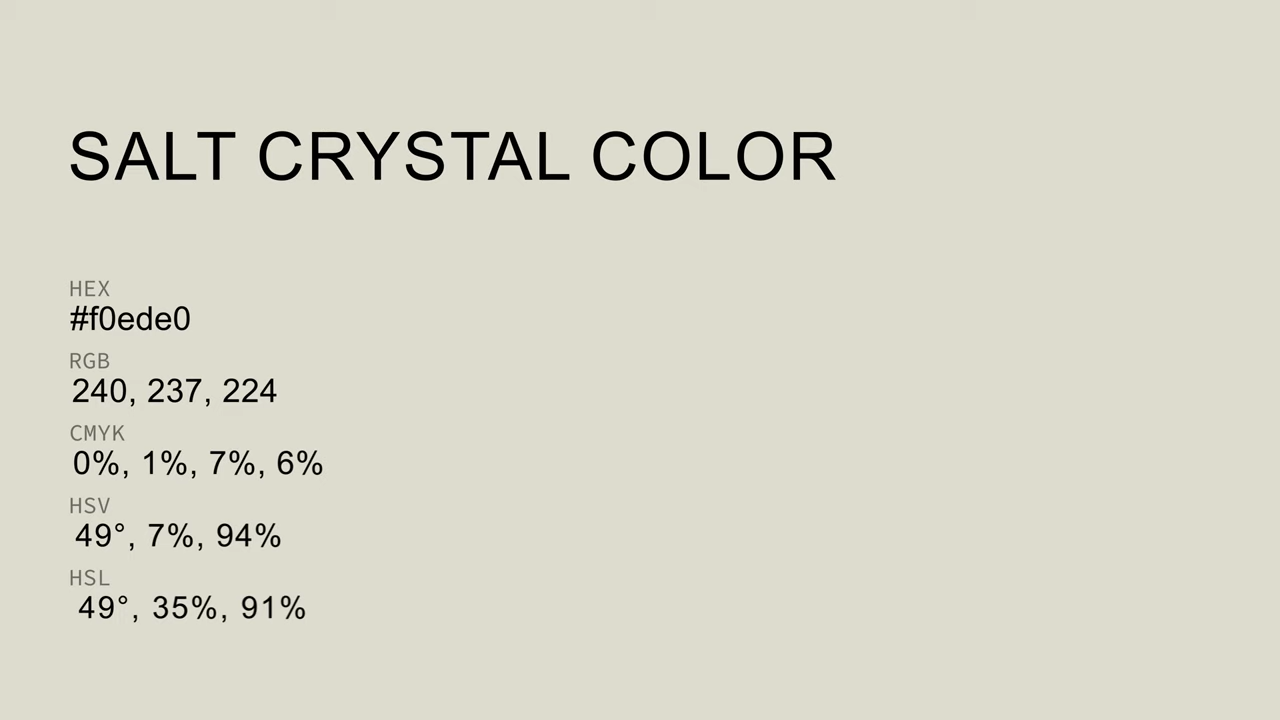 SALT CRYSTAL COLOR
HEX
#f0ede0
RGB
240, 237, 224
CMYK
0%, 1%, 7%, 6%
HSV
49°, 7%, 94%
HSL
49°, 35%, 91%